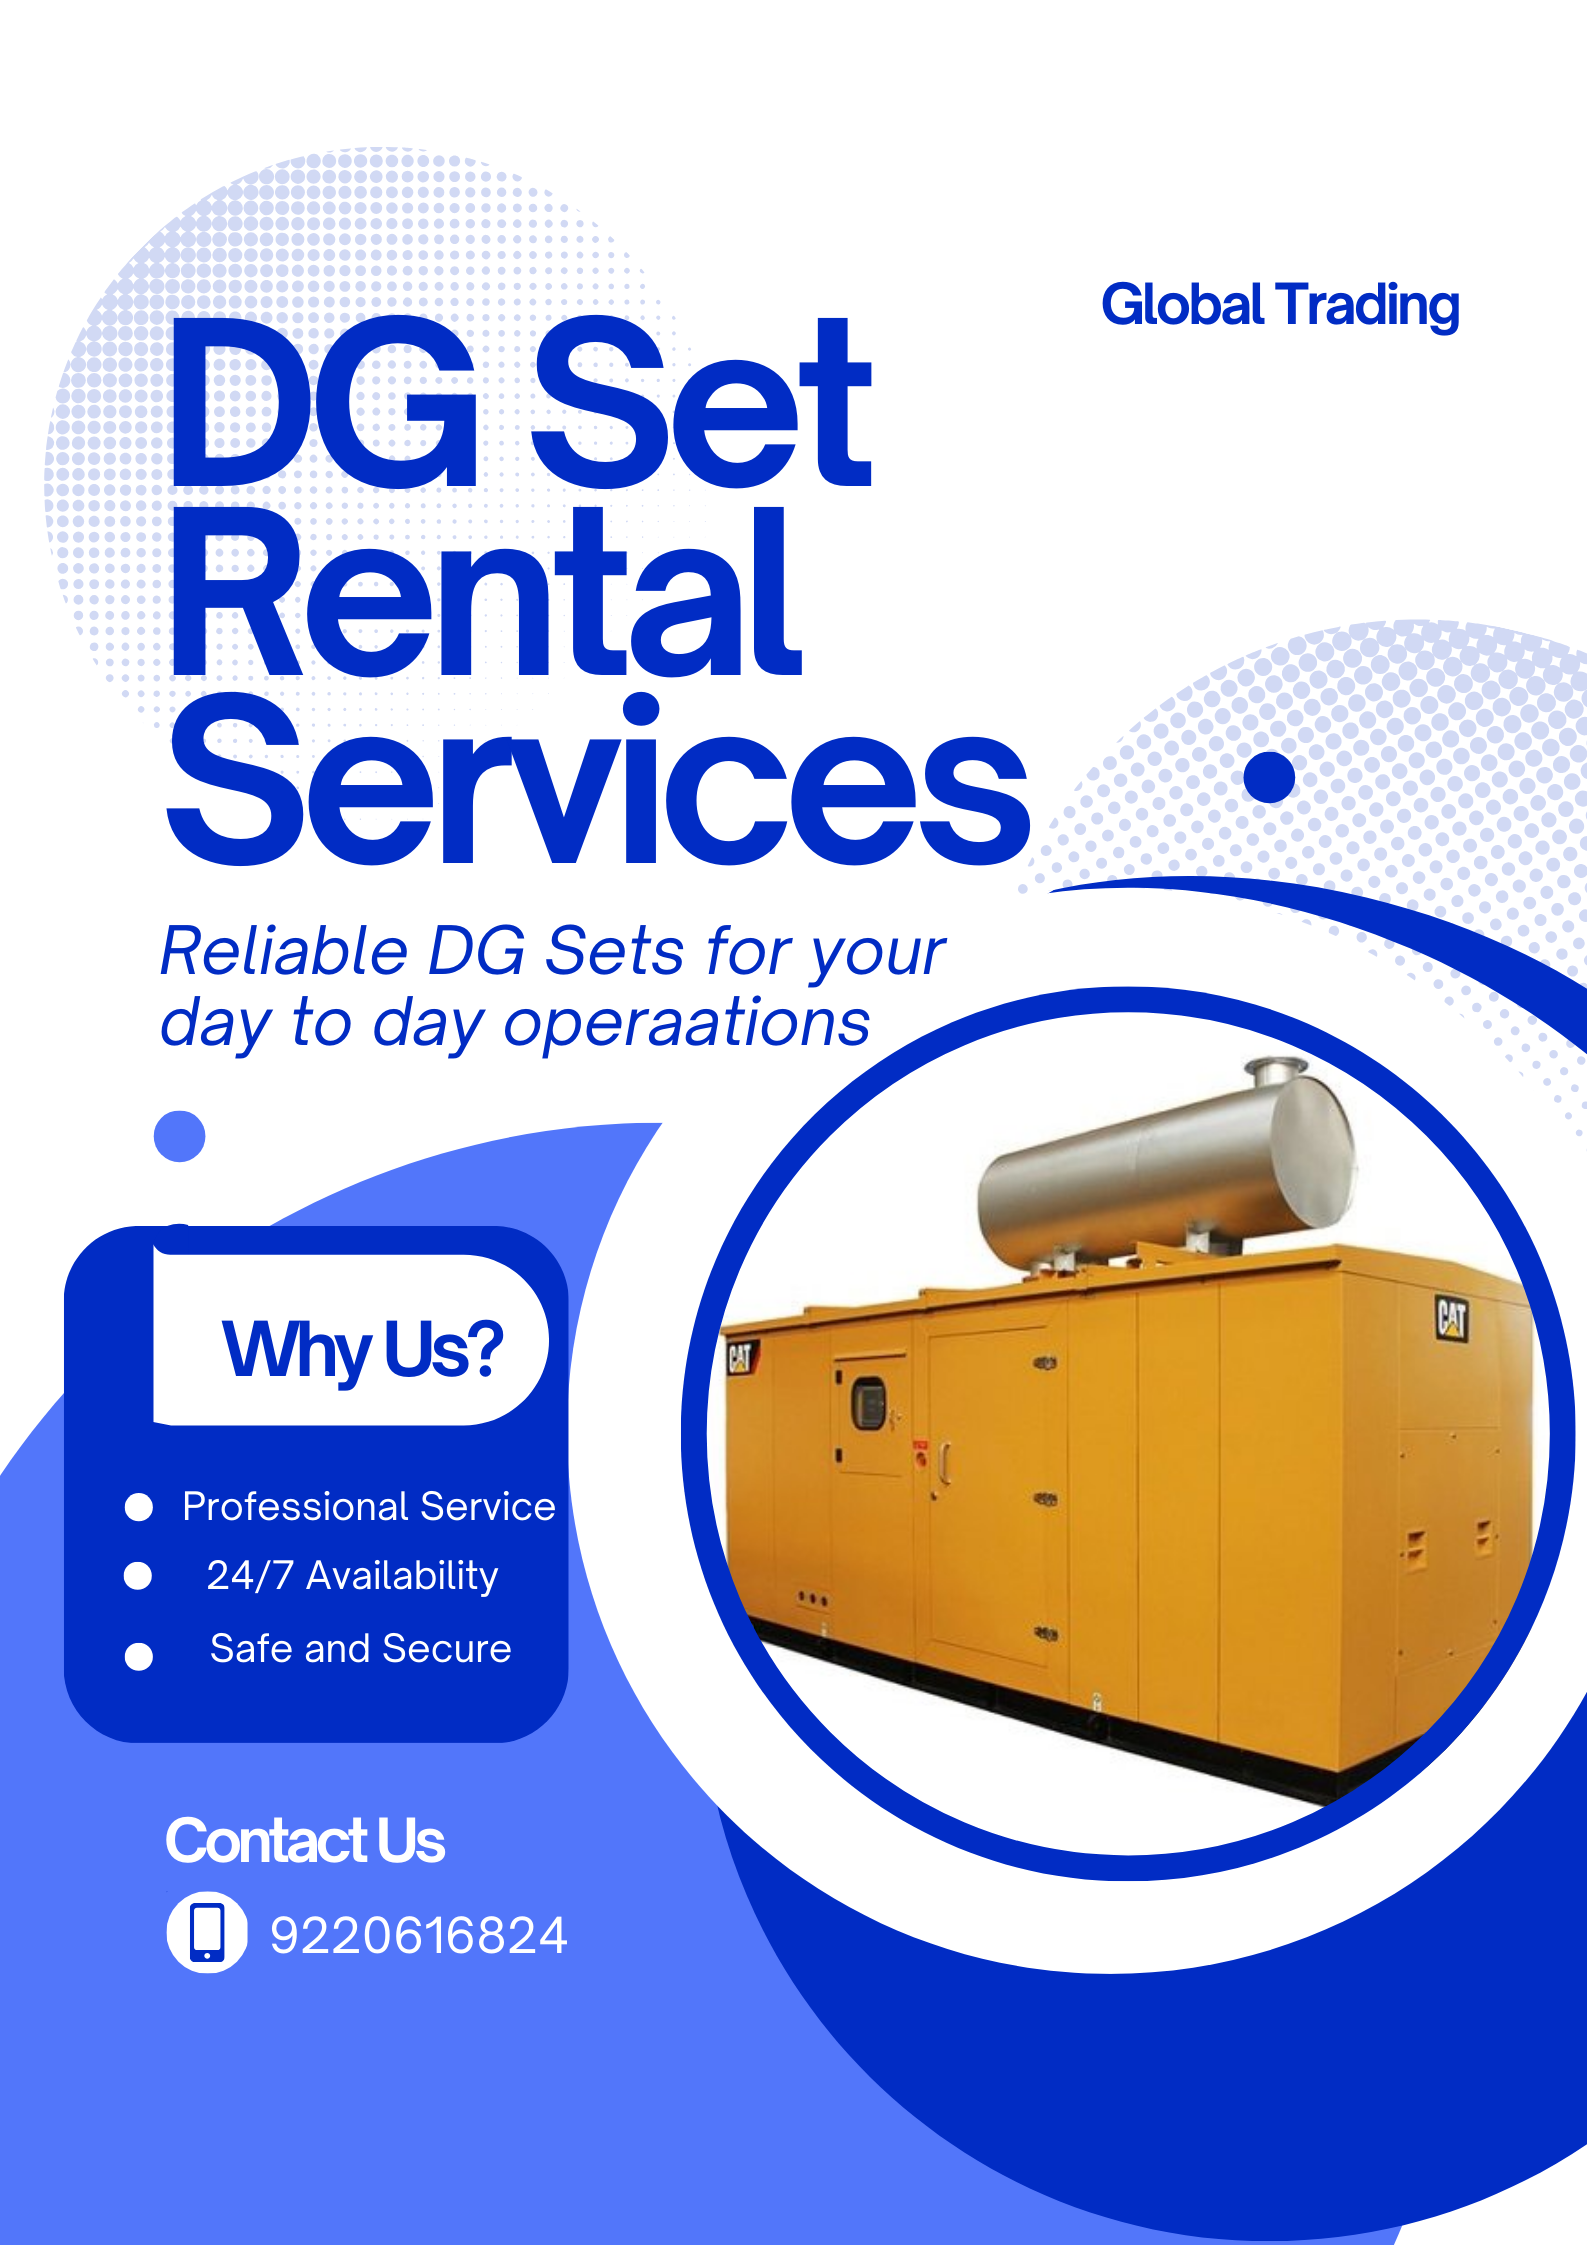 Global Trading
DG Set
Rental
Services
Reliable DG Sets for your
day to day operaations
Why Us?
Professional Service
24/7 Availability
Safe and Secure
CAT
CAT
Contact Us
9220616824